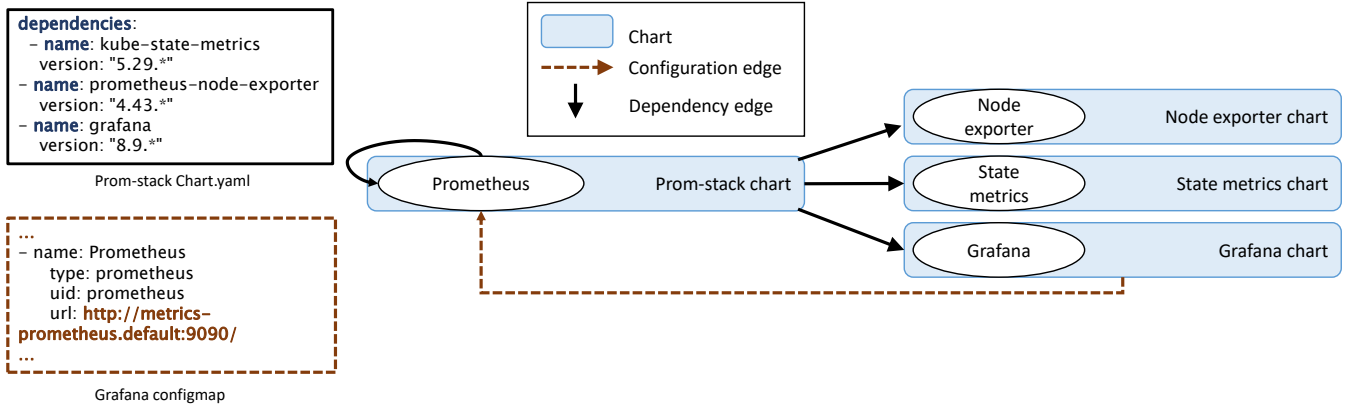 dependencies:
– name: kube-state-metrics
version: "5.29.*"
– name: prometheus-node-exporter
version: "4.43.*"
– name: grafana
version: "8.9.*"
Prom-stack Chart.yaml
...
– name: Prometheus
type: prometheus
uid: prometheus
url: http://metrics-
prometheus.default:9090/
...
Grafana configmap
Chart
Configuration edge
Dependency edge
Prometheus
Prom-stack chart
Node
exporter
Node exporter chart
State
metrics
State metrics chart
Grafana
Grafana chart